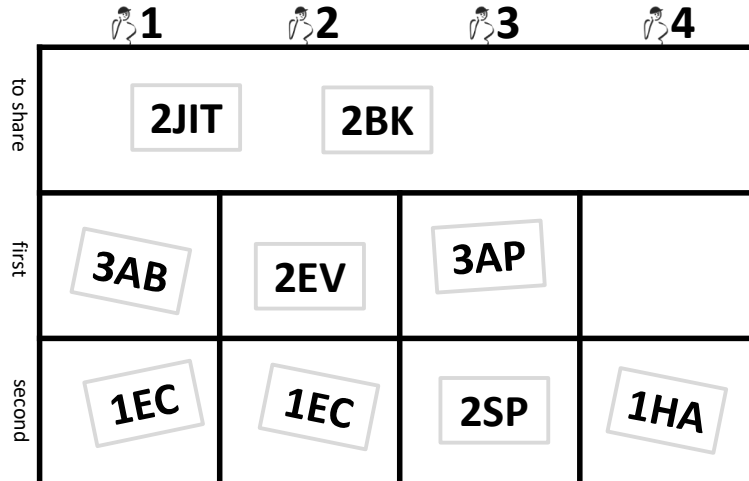 1 2 3 4
to share
2JIT 2BK
first
3AB 2EV 3AP
second
1EC 1EC 2SP 1HA